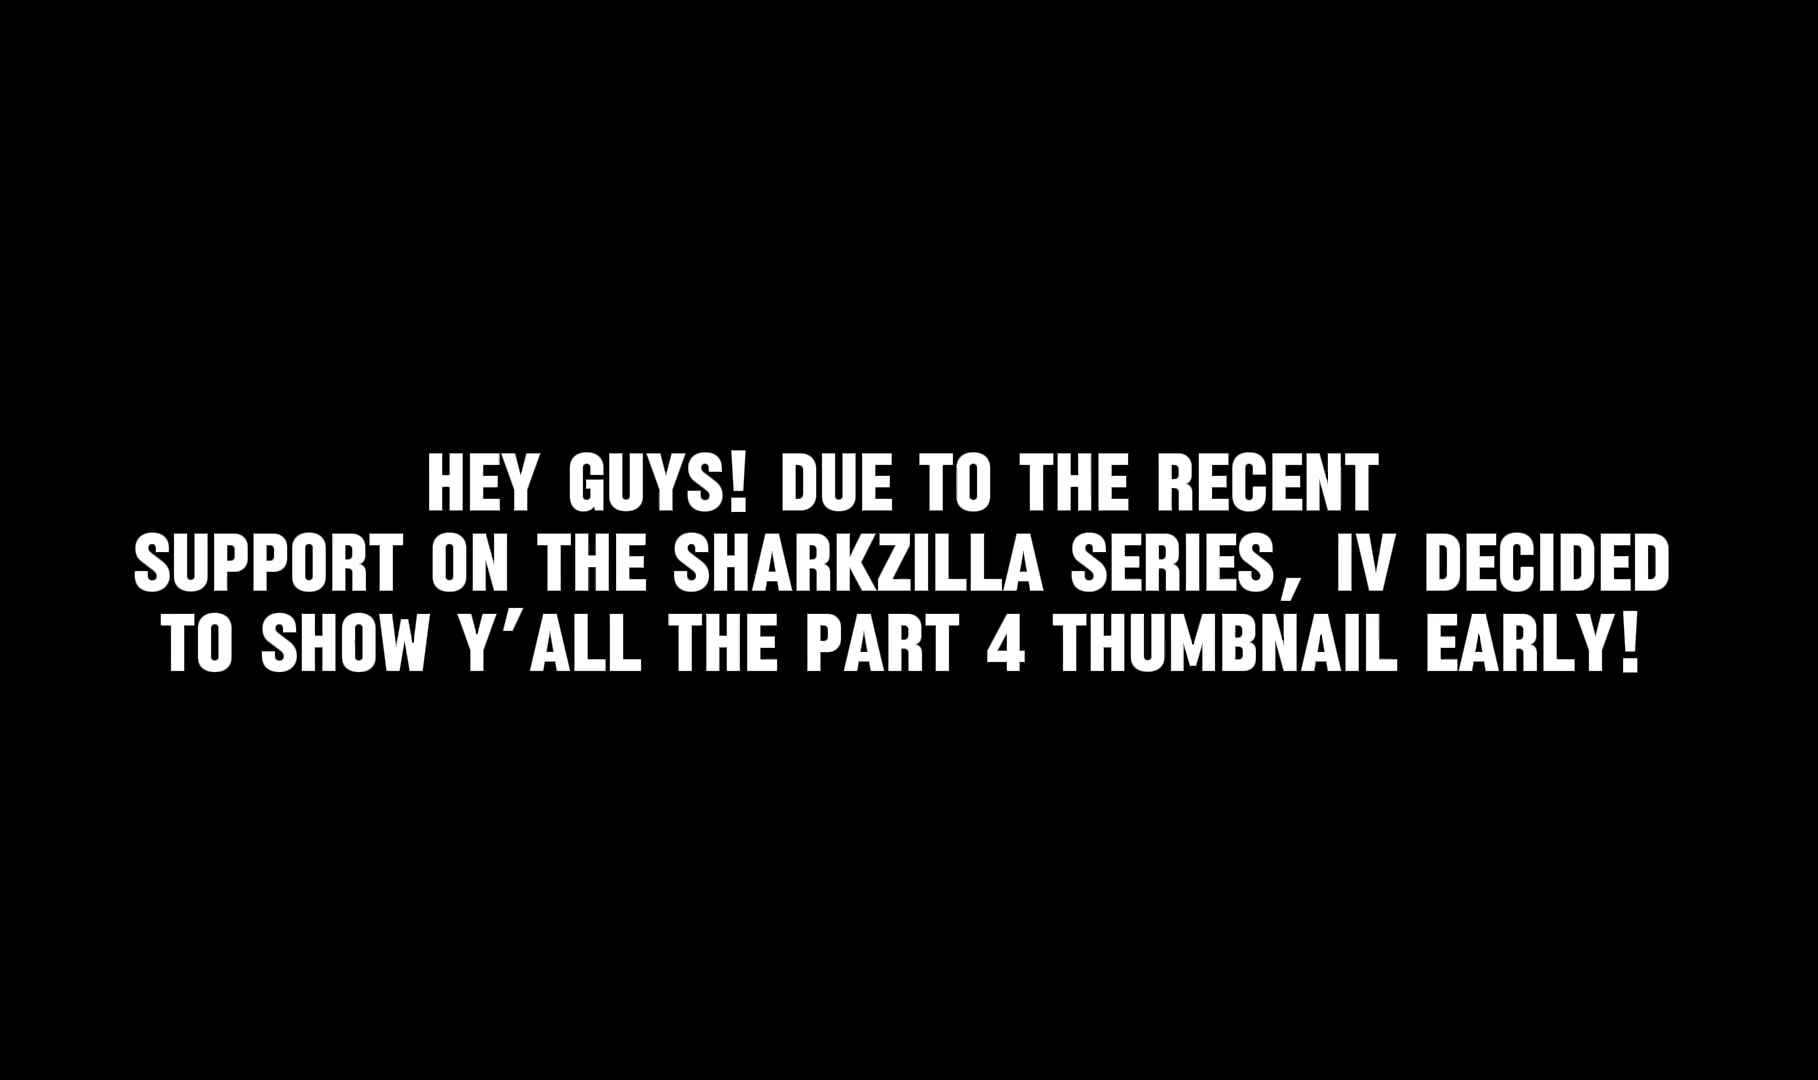 HEY GUYS! DUE TO THE RECENT
SUPPORT ON THE SHARKZILLA SERIES, IV DECIDED
TO SHOW Y'ALL THE PART 4 THUMBNAIL EARLY!